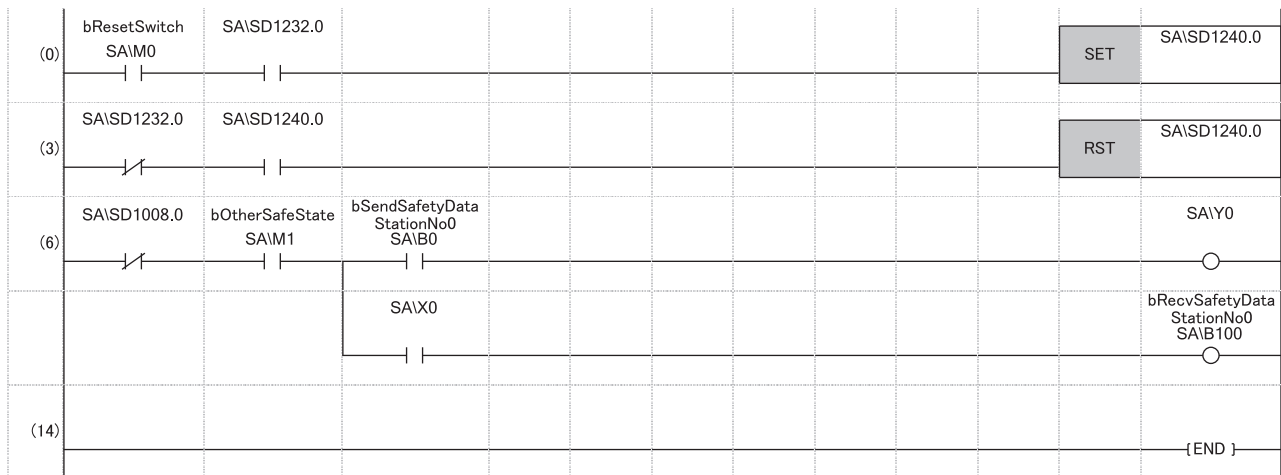 bResetSwitch SA\SD1232.0 SA\SD1240.0
(0) SA\M0 SET
SA\SD1232.0 SA\SD1240.0 SA\SD1240.0
(3) RST
SA\SD1008.0 bOtherSafeState bSendSafetyData SA\Y0
StationNo0
(6) SA\M1 SA\B0
SA\X0 bRecvSafetyData
StationNo0
SA\B100
(14)
[END]